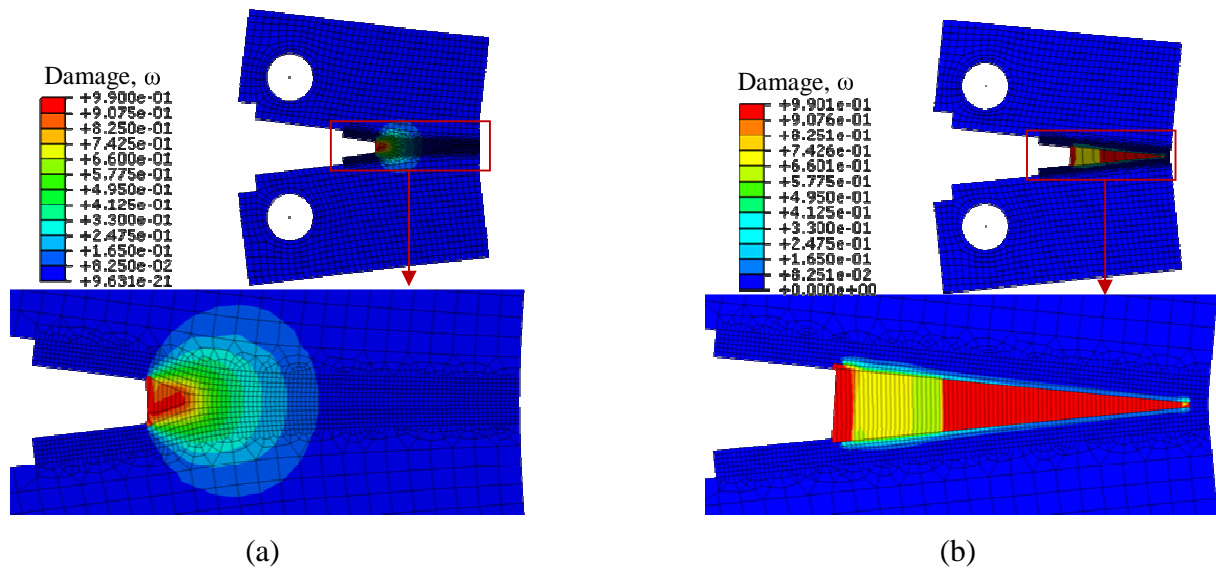 Damage, ω
+9.900e-01
+9.075e-01
+8.250e-01
+7.425e-01
+6.600e-01
+5.775e-01
+4.950e-01
+4.125e-01
+3.300e-01
+2.475e-01
+1.650e-01
+8.250e-02
+9.631e-21
Damage, ω
+9.901e-01
+9.076e-01
+8.251e-01
+7.426e-01
+6.601e-01
+5.775e-01
+4.950e-01
+4.125e-01
+3.300e-01
+2.475e-01
+1.650e-01
+8.251e-02
+0.000e+00
(a)
(b)